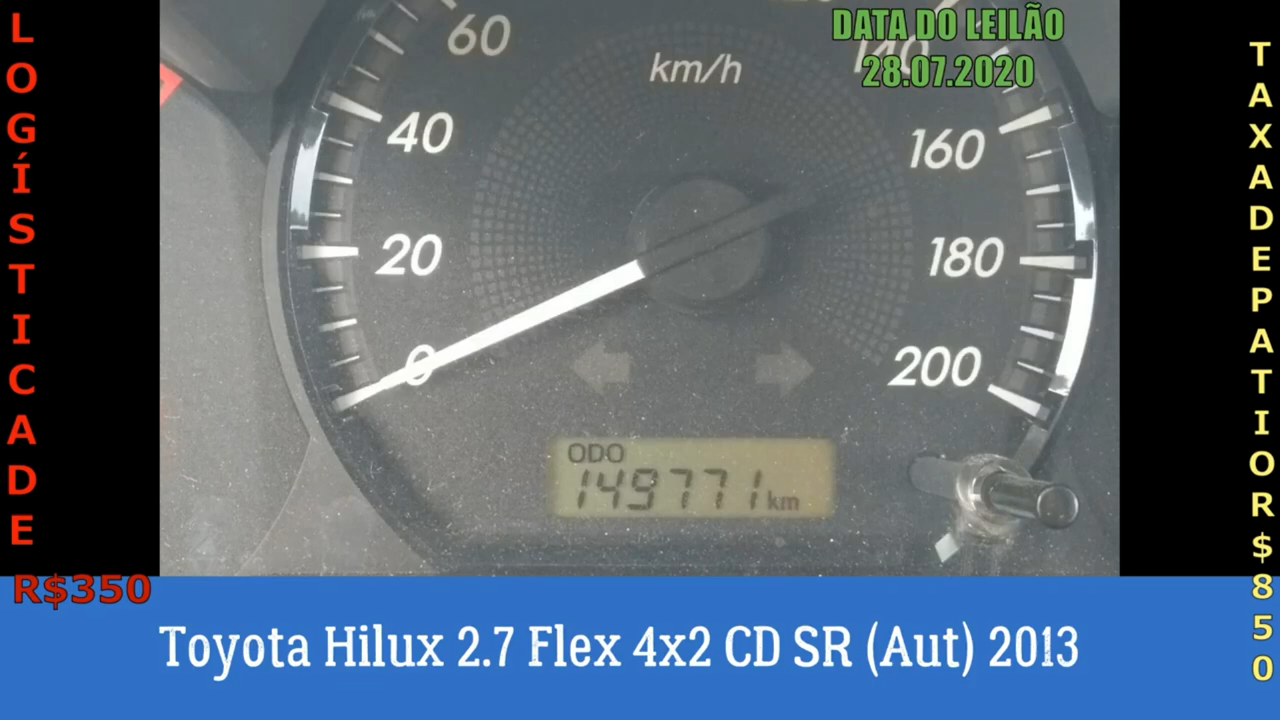 LOGÍSTICA DE
R$350
DATA DO LEILÃO
28.07.2020
60
km/h
140
40
160
20
180
0
200
ODO
149771 km
TAXA DE PATIO R$850
Toyota Hilux 2.7 Flex 4x2 CD SR (Aut) 2013